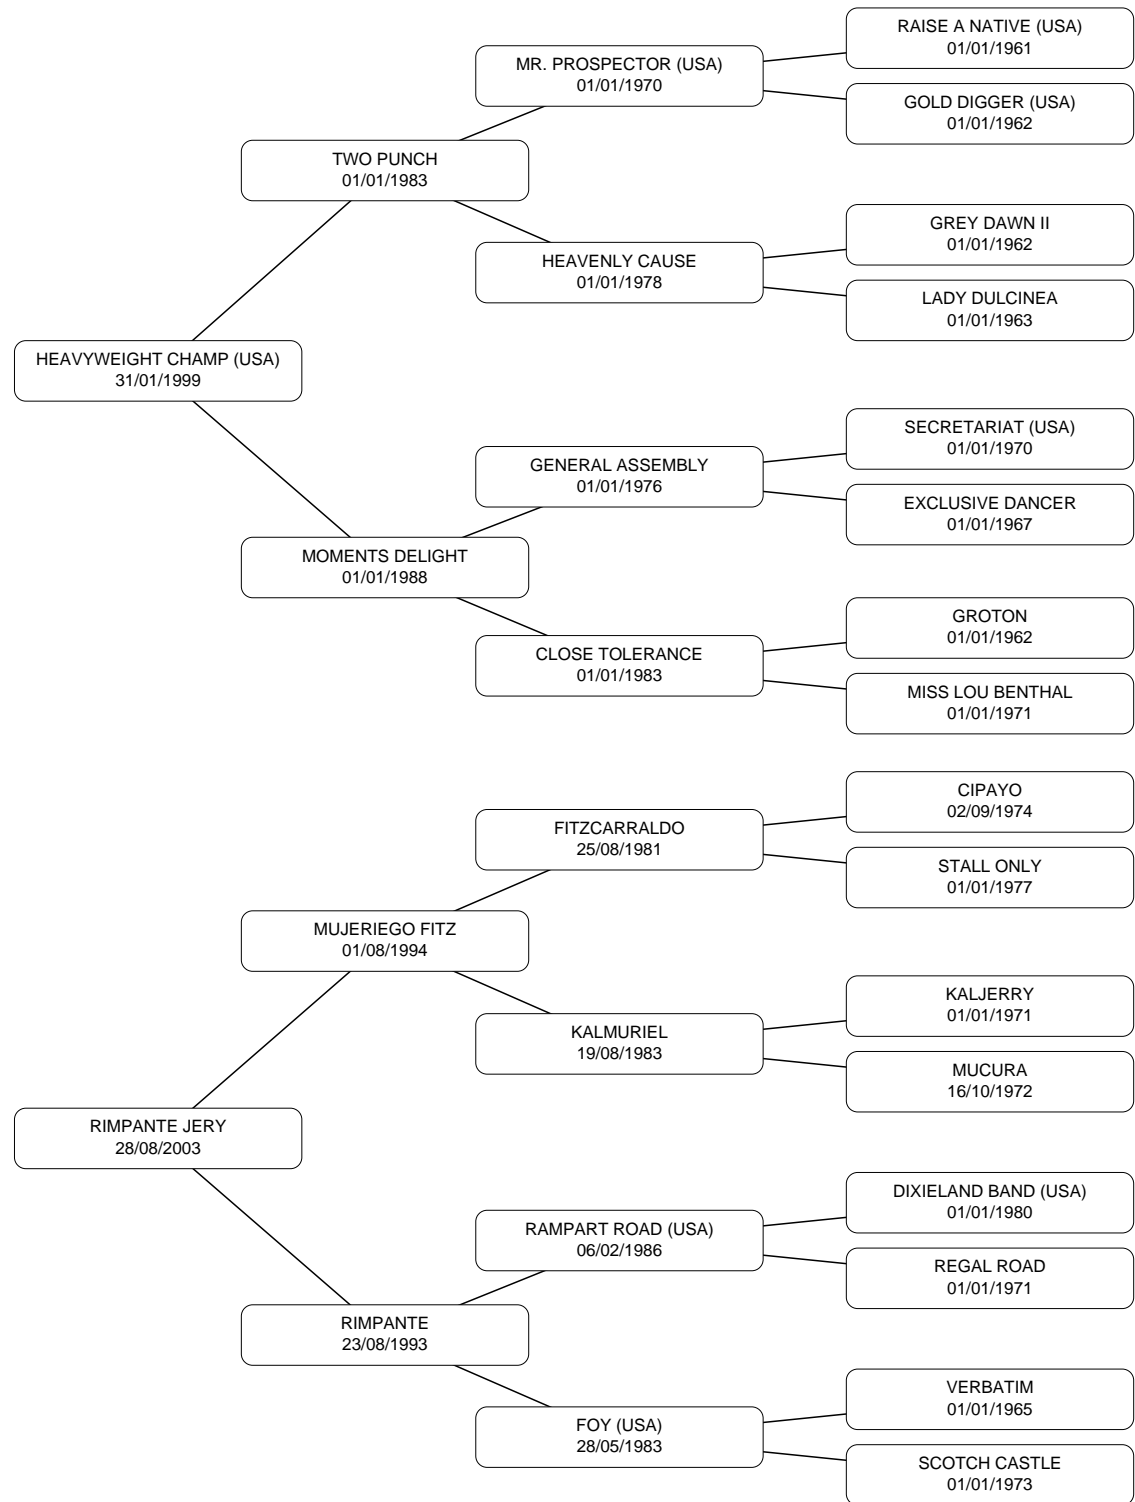 RAISE A NATIVE (USA)
01/01/1961
MR. PROSPECTOR (USA)
01/01/1970
GOLD DIGGER (USA)
01/01/1962
TWO PUNCH
01/01/1983
GREY DAWN II
01/01/1962
HEAVENLY CAUSE
01/01/1978
LADY DULCINEA
01/01/1963
HEAVYWEIGHT CHAMP (USA)
31/01/1999
SECRETARIAT (USA)
01/01/1970
GENERAL ASSEMBLY
01/01/1976
EXCLUSIVE DANCER
01/01/1967
MOMENTS DELIGHT
01/01/1988
GROTON
01/01/1962
CLOSE TOLERANCE
01/01/1983
MISS LOU BENTHAL
01/01/1971
CIPAYO
02/09/1974
FITZCARRALDO
25/08/1981
STALL ONLY
01/01/1977
MUJERIEGO FITZ
01/08/1994
KALJERRY
01/01/1971
KALMURIEL
19/08/1983
MUCURA
16/10/1972
RIMPANTE JERY
28/08/2003
DIXIELAND BAND (USA)
01/01/1980
RAMPART ROAD (USA)
06/02/1986
REGAL ROAD
01/01/1971
RIMPANTE
23/08/1993
VERBATIM
01/01/1965
FOY (USA)
28/05/1983
SCOTCH CASTLE
01/01/1973